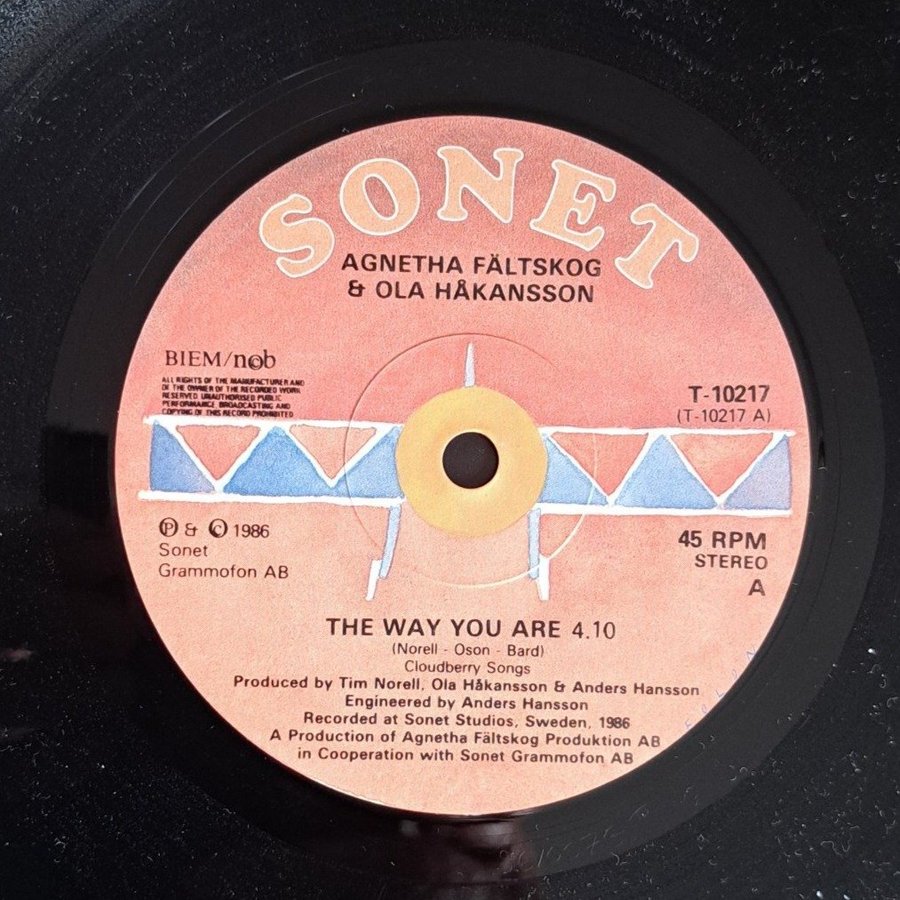 SONET
AGNETHA FÄLTSKOG
& OLA HÅKANSSON
BIEM/ncb
ALL RIGHTS OF THE MANUFACTURER AND
OF THE OWNER OF THE RECORDED WORK
RESERVED UNAUTHORISED PUBLIC
PERFORMANCE BROADCASTING AND
COPYING OF THIS RECORD PROHIBITED
T-10217
(T-10217 A)
℗ & © 1986
Sonet
Grammofon AB
45 RPM
STEREO
A
THE WAY YOU ARE 4.10
(Norell - Oson - Bard)
Cloudberry Songs
Produced by Tim Norell, Ola Håkansson & Anders Hansson
Engineered by Anders Hansson
Recorded at Sonet Studios, Sweden, 1986
A Production of Agnetha Fältskog Produktion AB
in Cooperation with Sonet Grammofon AB